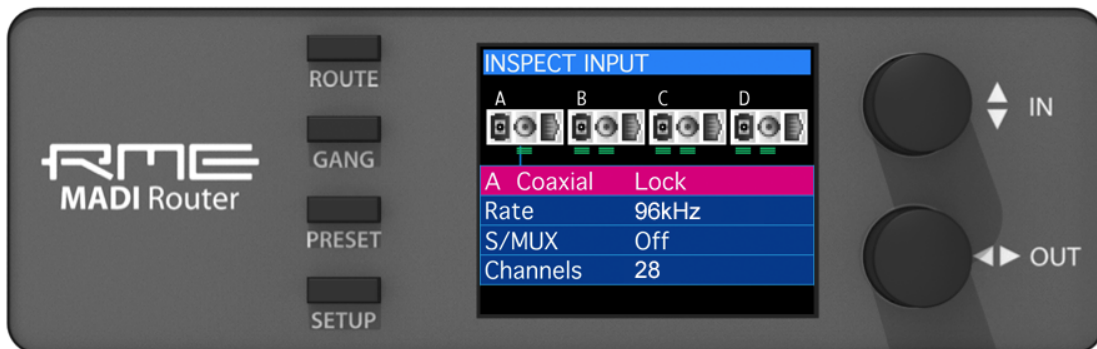 RME
MADI Router
ROUTE
GANG
PRESET
SETUP
INSPECT INPUT
A B C D
A Coaxial Lock
Rate 96kHz
S/MUX Off
Channels 28
IN
OUT